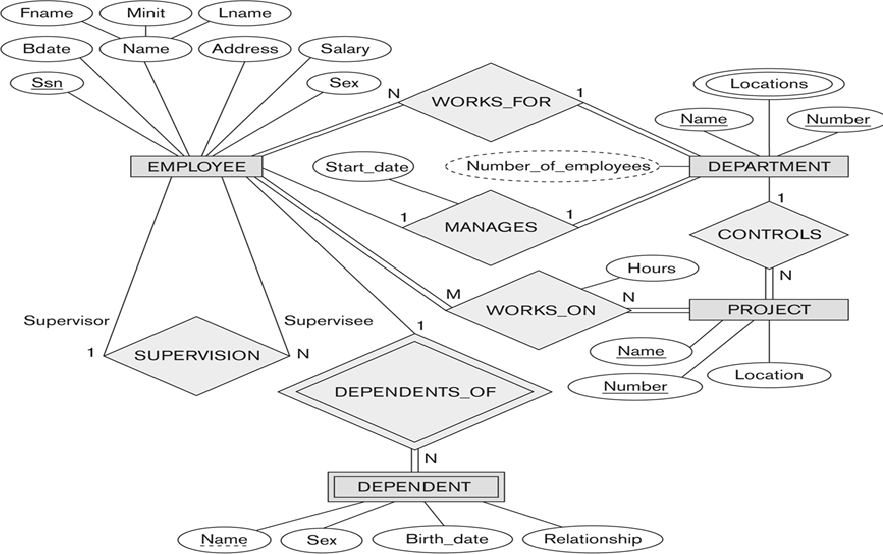 Fname
Minit
Lname
Bdate
Name
Address
Salary
Ssn
Sex
N
WORKS_FOR
1
Locations
Name
Number
EMPLOYEE
Start_date
Number_of_employees
DEPARTMENT
1
MANAGES
1
1
CONTROLS
N
Hours
M
WORKS_ON
N
PROJECT
Supervisor
Supervisee
1
SUPERVISION
N
1
Name
Number
Location
DEPENDENTS_OF
N
DEPENDENT
Name
Sex
Birth_date
Relationship